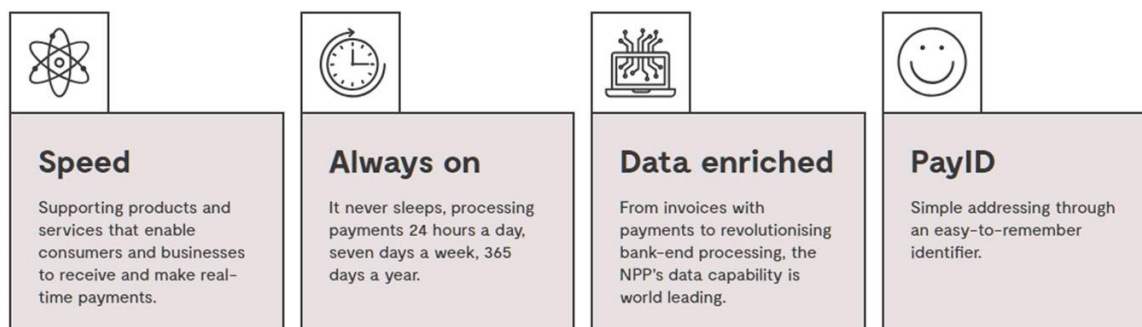 Speed
Supporting products and
services that enable
consumers and businesses
to receive and make real-
time payments.
Always on
It never sleeps, processing
payments 24 hours a day,
seven days a week, 365
days a year.
Data enriched
From invoices with
payments to revolutionising
bank-end processing, the
NPP's data capability is
world leading.
PayID
Simple addressing through
an easy-to-remember
identifier.